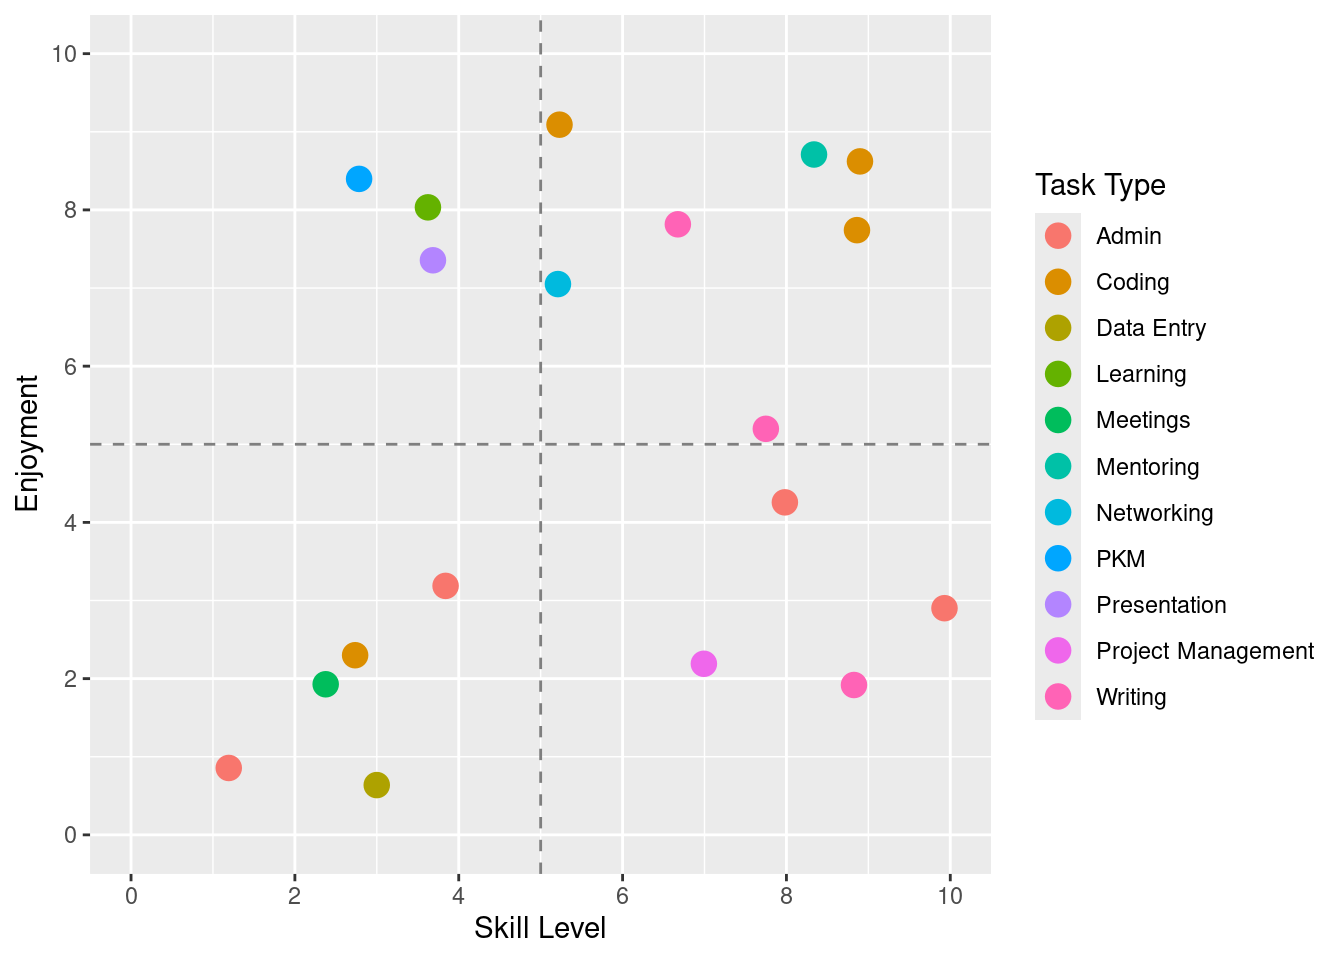 10
8
6
4
2
0
Enjoyment
0 2 4 6 8 10
Skill Level
Task Type
Admin
Coding
Data Entry
Learning
Meetings
Mentoring
Networking
PKM
Presentation
Project Management
Writing